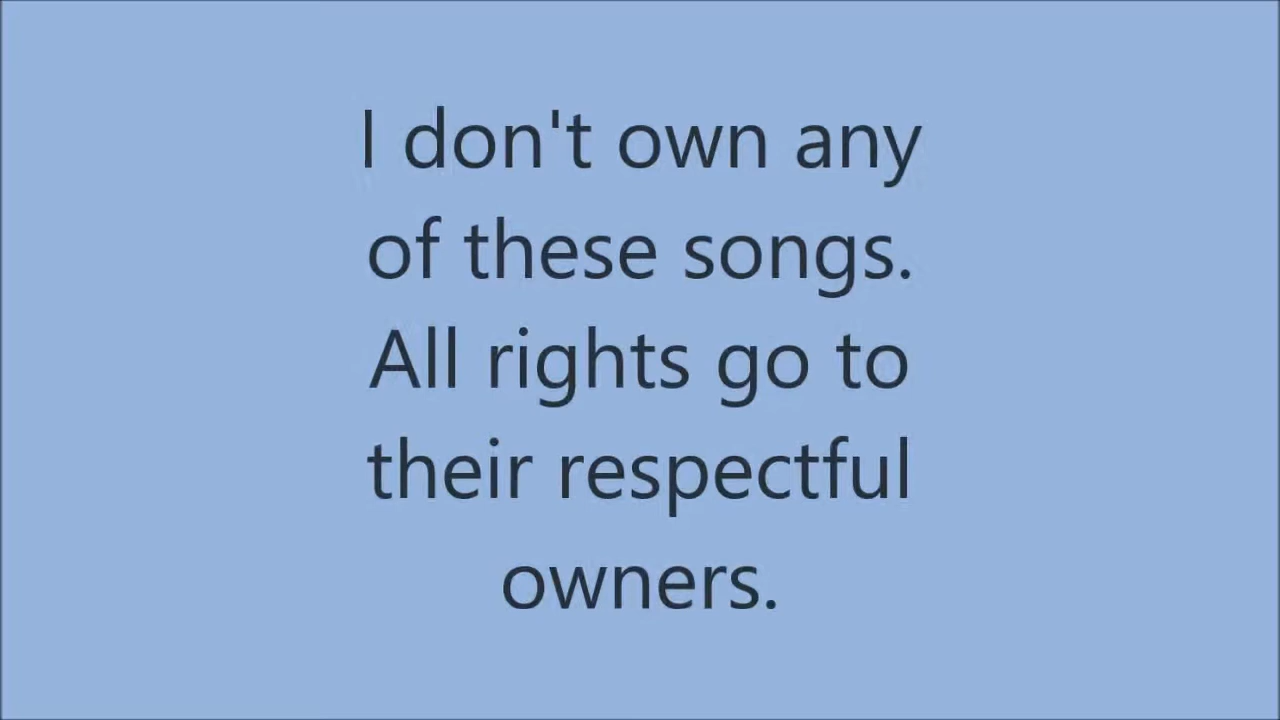 I don't own any
of these songs.
All rights go to
their respectful
owners.